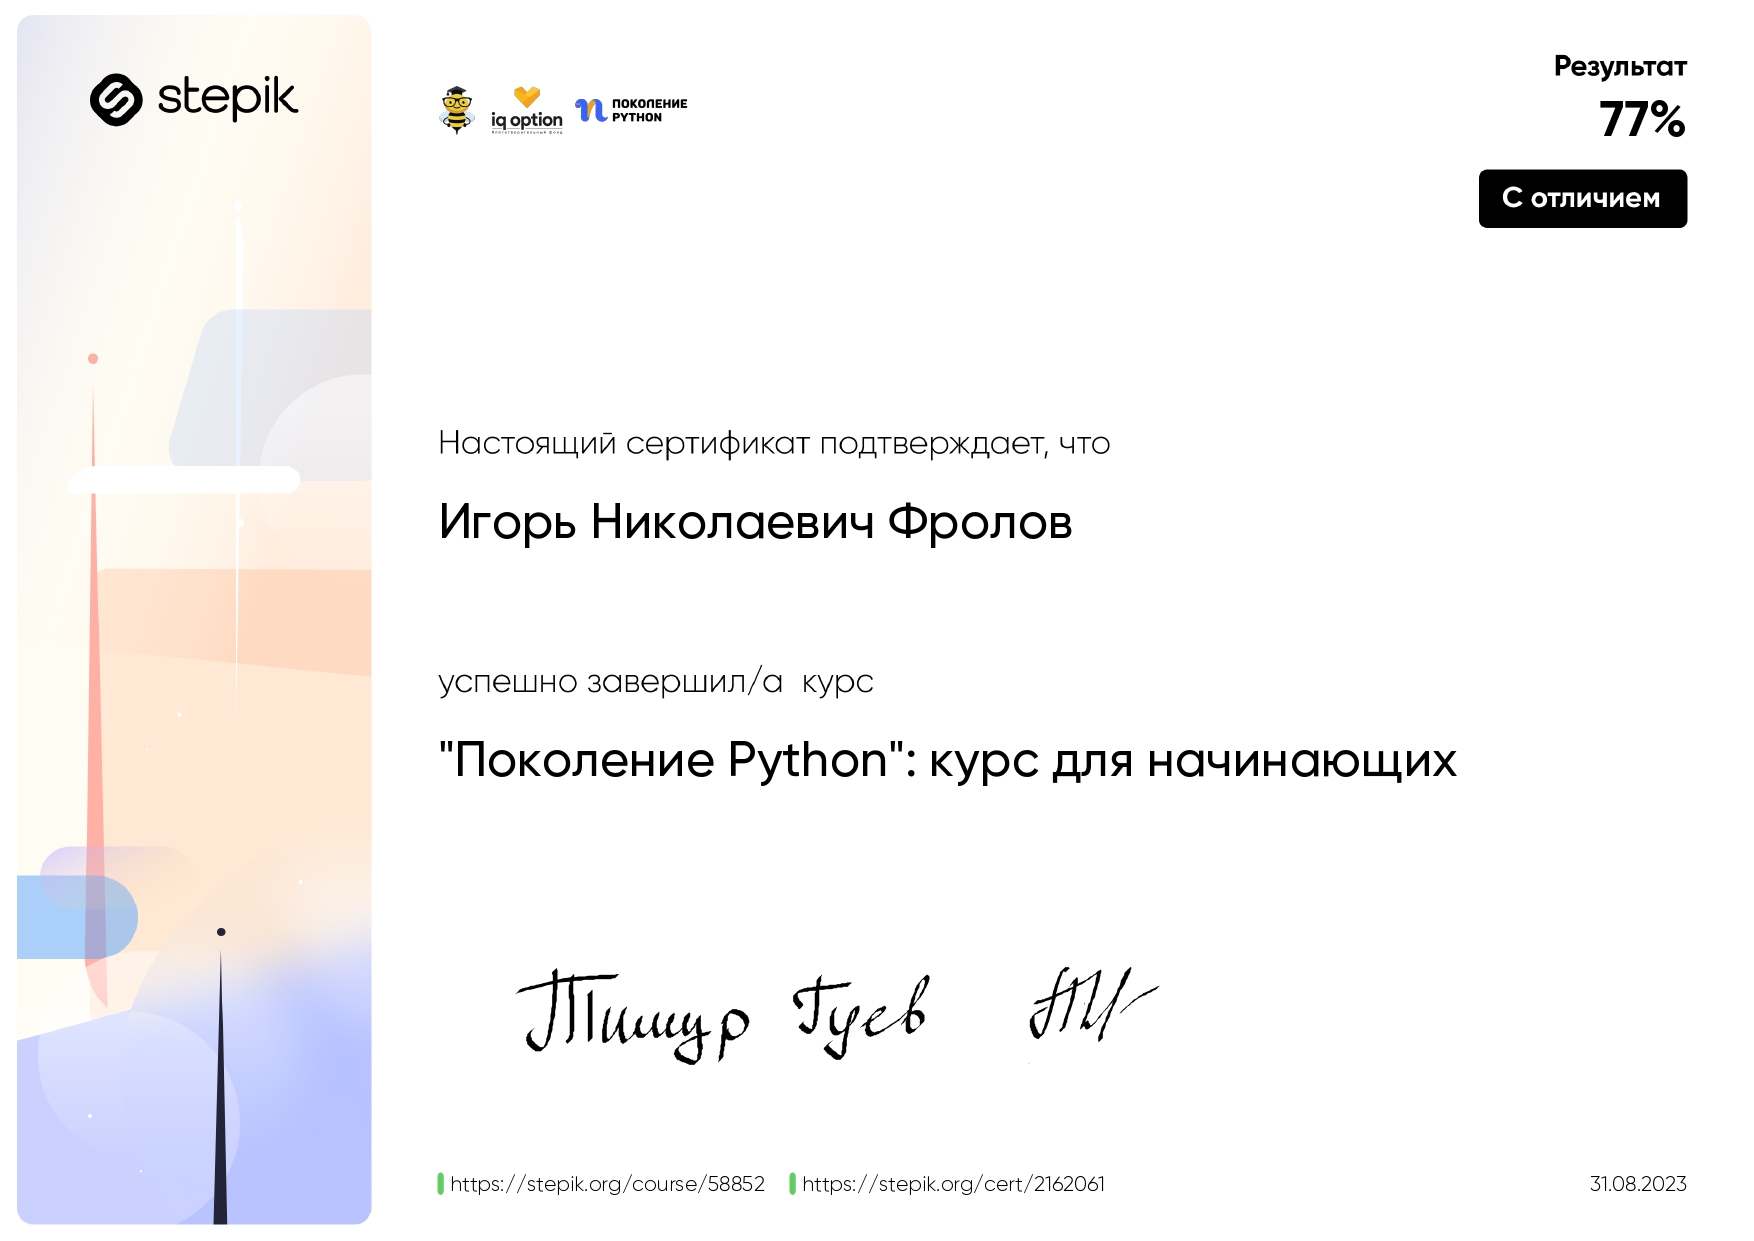 stepik
iq option
Благотворительный фонд
ПОКОЛЕНИЕ
PYTHON
Результат
77%
С отличием
Настоящий сертификат подтверждает, что
Игорь Николаевич Фролов
успешно завершил/а  курс
"Поколение Python": курс для начинающих
Тимур Гуев
https://stepik.org/course/58852
https://stepik.org/cert/2162061
31.08.2023